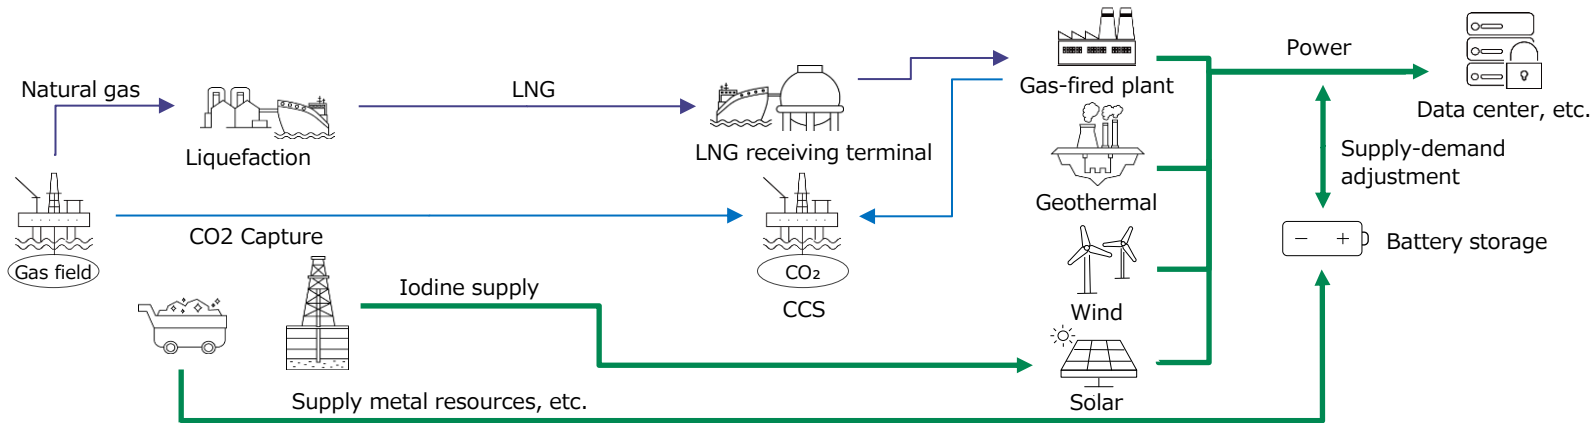 Natural gas
Liquefaction
LNG
LNG receiving terminal
Gas-fired plant
Power
Data center, etc.
Geothermal
Supply-demand
adjustment
CO2 Capture
Gas field
CO₂
CCS
Battery storage
− +
Iodine supply
Wind
Solar
Supply metal resources, etc.